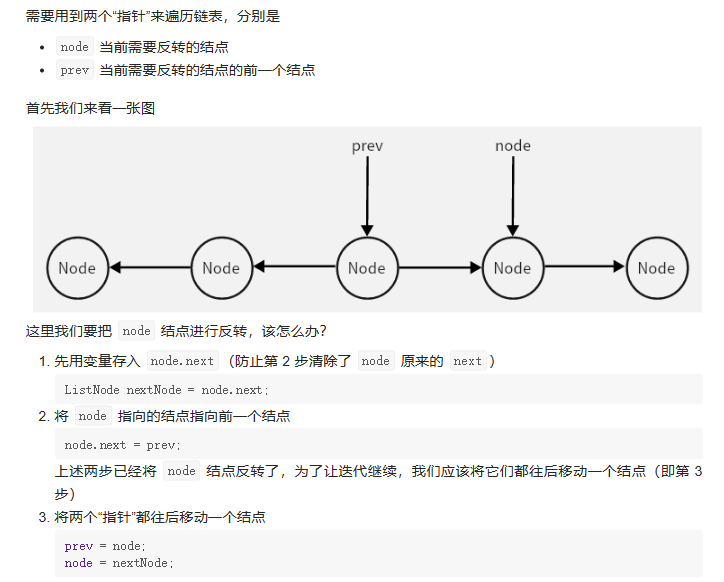 需要用到两个“指针”来遍历链表，分别是
• node 当前需要反转的结点
• prev 当前需要反转的结点的前一个结点
首先我们来看一张图
prev node
Node Node Node Node Node
这里我们要把 node 结点进行反转，该怎么办?
1. 先用变量存入 node.next （防止第 2 步清除了 node 原来的 next ）
ListNode nextNode = node.next;
2. 将 node 指向的结点指向前一个结点
node.next = prev;
上述两步已经将 node 结点反转了，为了让迭代继续，我们应该将它们都往后移动一个结点（即第 3
步）
3. 将两个“指针”都往后移动一个结点
prev = node;
node = nextNode;